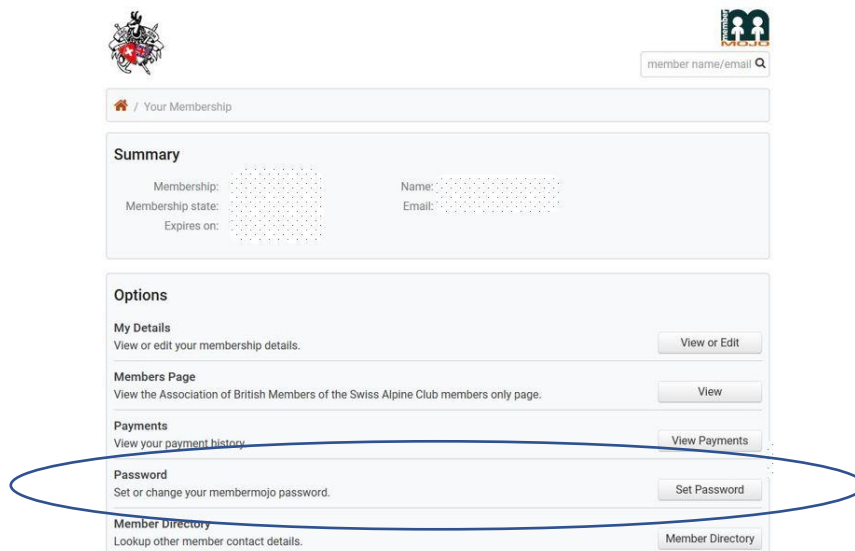 member
MOJO
member name/email
/ Your Membership
Summary
Membership:
Name:
Membership state:
Email:
Expires on:
Options
My Details
View or edit your membership details.
View or Edit
Members Page
View the Association of British Members of the Swiss Alpine Club members only page.
View
Payments
View your payment history.
View Payments
Password
Set or change your membermojo password.
Set Password
Member Directory
Lookup other member contact details.
Member Directory